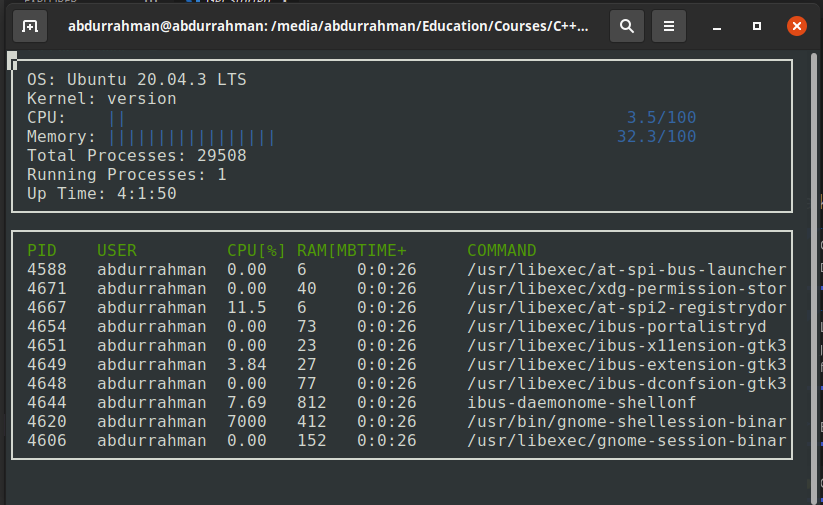 abdurrahman@abdurrahman: /media/abdurrahman/Education/Courses/C++...
OS: Ubuntu 20.04.3 LTS
Kernel: version
CPU: || 3.5/100
Memory: ||||||||||||||||| 32.3/100
Total Processes: 29508
Running Processes: 1
Up Time: 4:1:50
PID USER CPU[%] RAM[MBTIME+ COMMAND
4588 abdurrahman 0.00 6 0:0:26 /usr/libexec/at-spi-bus-launcher
4671 abdurrahman 0.00 40 0:0:26 /usr/libexec/xdg-permission-stor
4667 abdurrahman 11.5 6 0:0:26 /usr/libexec/at-spi2-registrydor
4654 abdurrahman 0.00 73 0:0:26 /usr/libexec/ibus-portalistryd
4651 abdurrahman 0.00 23 0:0:26 /usr/libexec/ibus-x11ension-gtk3
4649 abdurrahman 3.84 27 0:0:26 /usr/libexec/ibus-extension-gtk3
4648 abdurrahman 0.00 77 0:0:26 /usr/libexec/ibus-dconfsion-gtk3
4644 abdurrahman 7.69 812 0:0:26 ibus-daemonome-shellonf
4620 abdurrahman 7000 412 0:0:26 /usr/bin/gnome-shellession-binar
4606 abdurrahman 0.00 152 0:0:26 /usr/libexec/gnome-session-binar